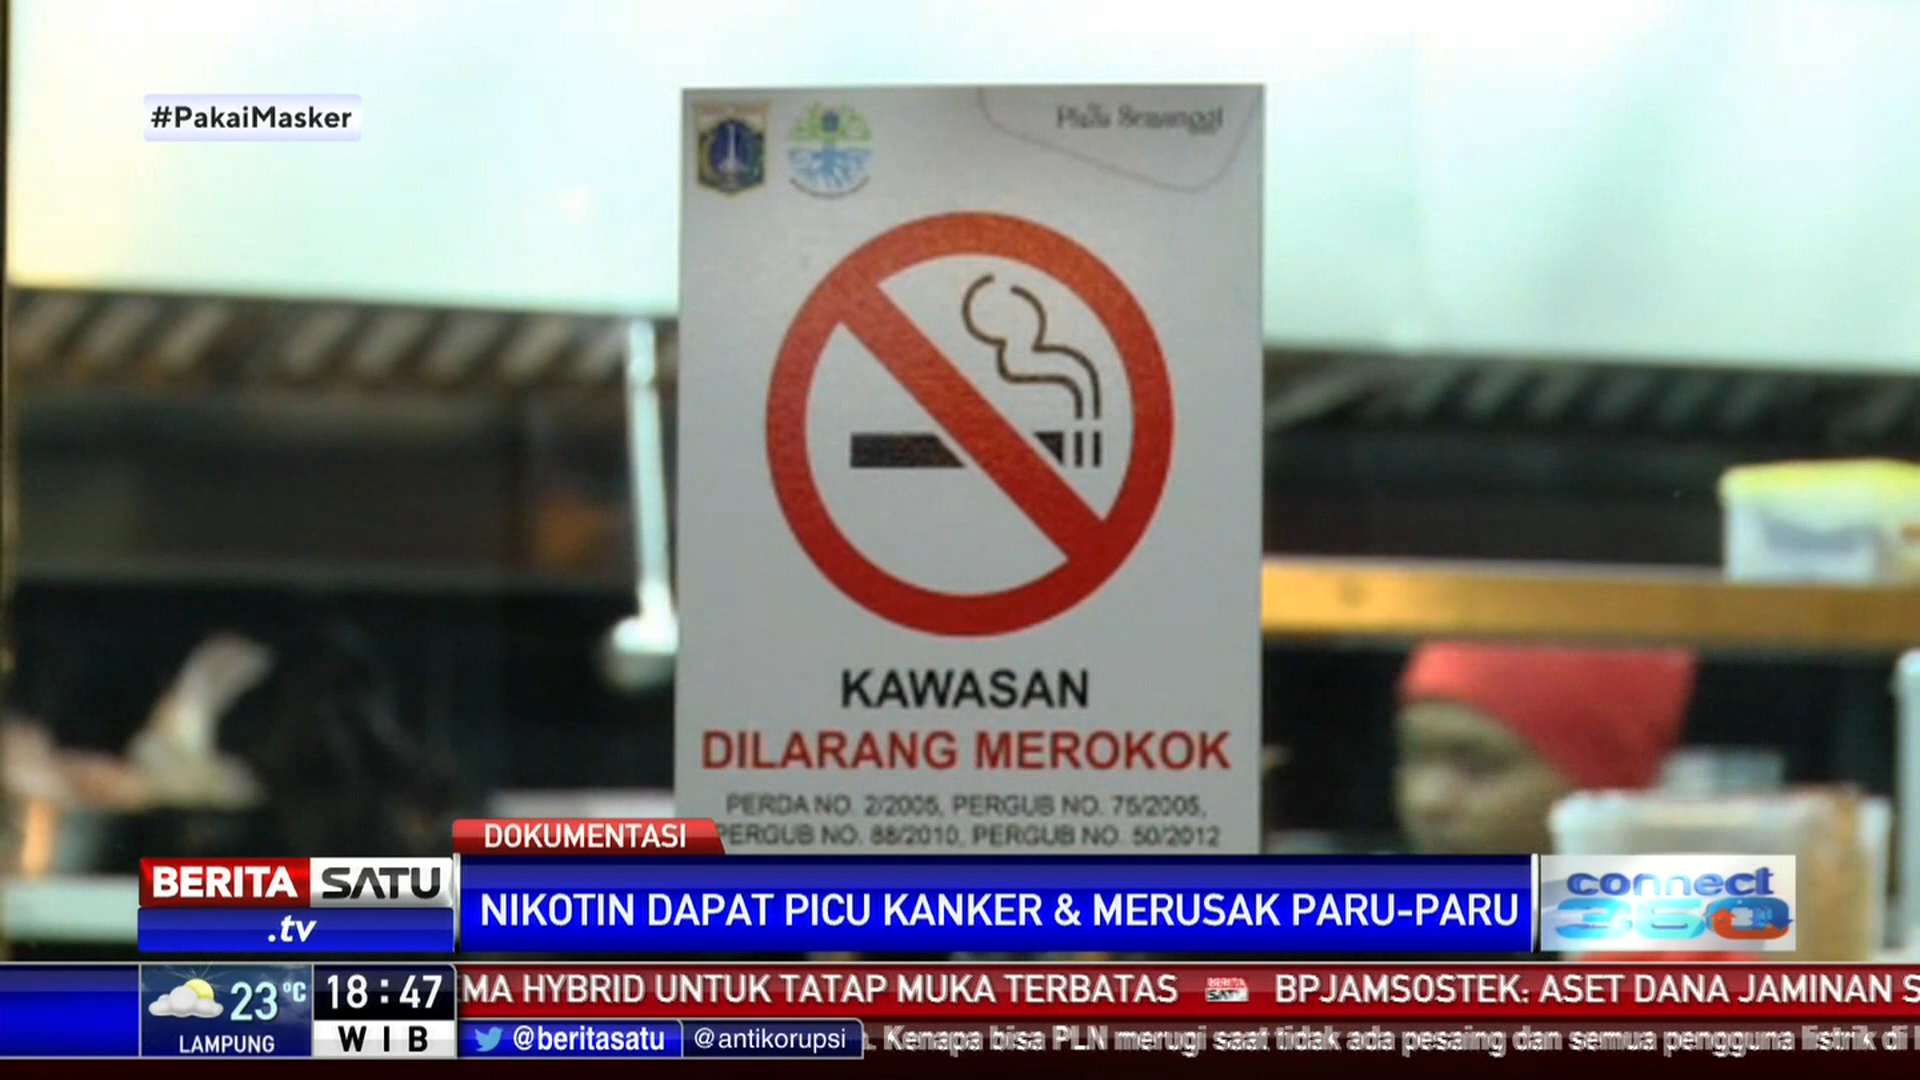 #PakaiMasker
KAWASAN
DILARANG MEROKOK
PERDA NO. 2/2005, PERGUB NO. 75/2005,
PERGUB NO. 88/2010, PERGUB NO. 50/2012
DOKUMENTASI
BERITA SATU
.tv
NIKOTIN DAPAT PICU KANKER & MERUSAK PARU-PARU
connect
360
23°C
LAMPUNG
18:47
WIB
MA HYBRID UNTUK TATAP MUKA TERBATAS
BERITA
SATU
BPJAMSOSTEK: ASET DANA JAMINAN S
@beritasatu
@antikorupsi
. Kenapa bisa PLN merugi saat tidak ada pesaing dan semua pengguna listrik di